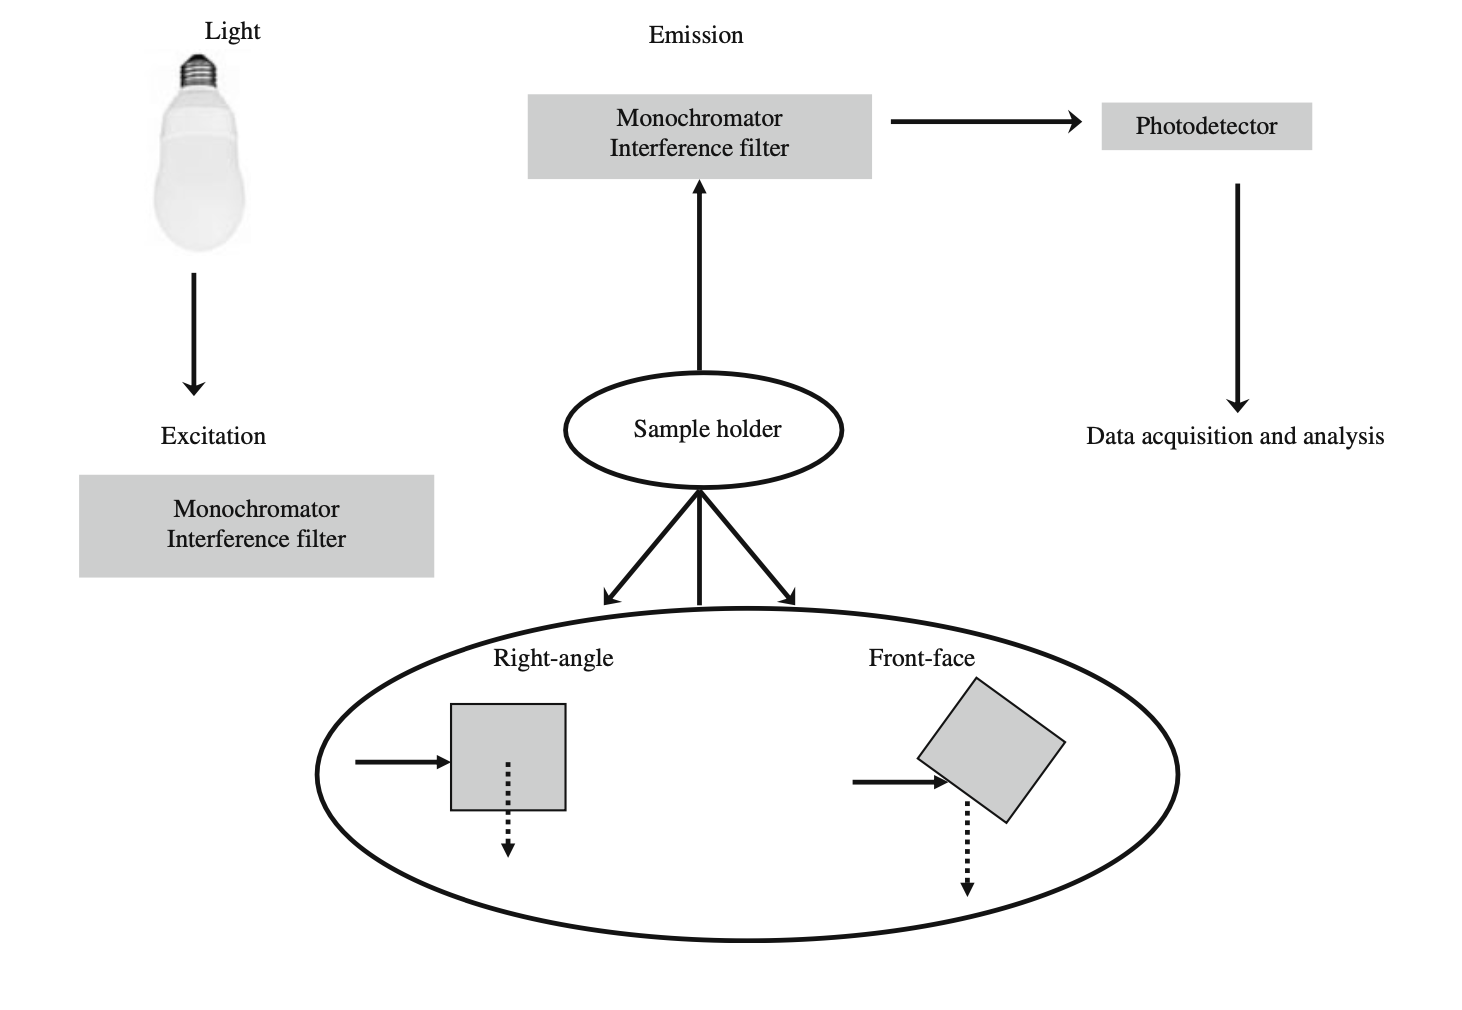 Light
Emission
Monochromator
Interference filter
Photodetector
Excitation
Sample holder
Data acquisition and analysis
Monochromator
Interference filter
Right-angle
Front-face